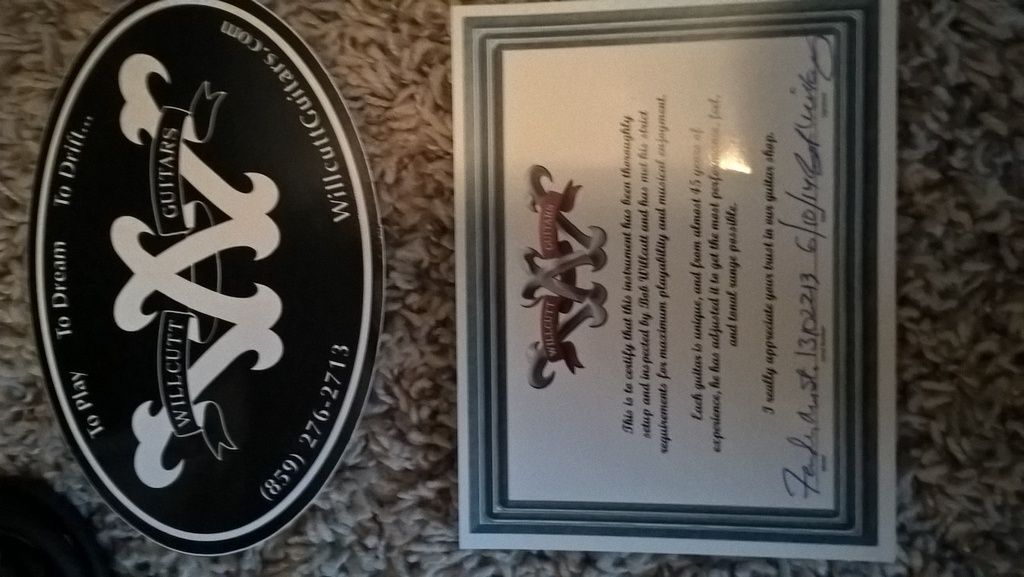 To Play To Dream To Drill...
WILLCUTT GUITARS
(859) 276-2713 WillcuttGuitars.com
WILLCUTT GUITARS
This is to certify that this instrument has been thoroughly
setup and inspected by Bob Willcutt and has met his strict
requirements for maximum playability and musical enjoyment.
Each guitar is unique, and from almost 45 years of
experience, he has adjusted it to get the most performance, feel,
and tonal range possible.
I really appreciate your trust in our guitar shop.
1302213 6/10/14